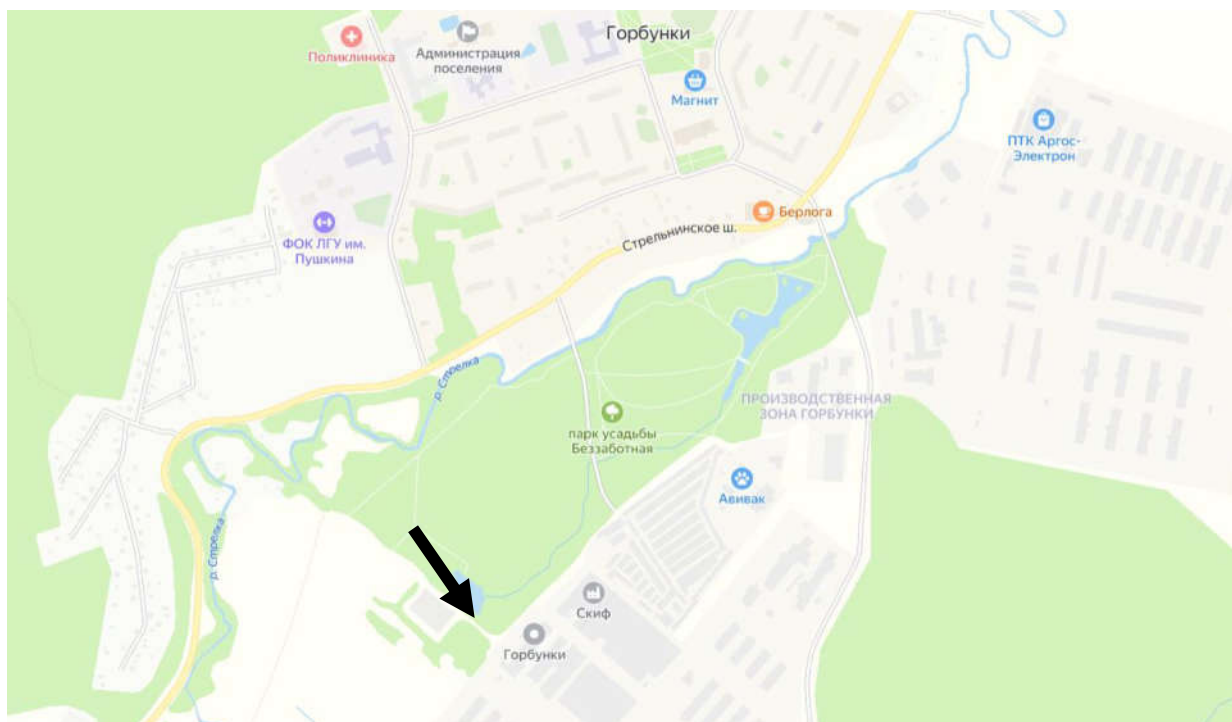 Горбунки
Поликлиника
Администрация
поселения
Магнит
ПТК Аргос-
Электрон
Берлога
ФОК ЛГУ им.
Пушкина
Стрельнинское ш.
р. Стрелка
ПРОИЗВОДСТВЕННАЯ
ЗОНА ГОРБУНКИ
парк усадьбы
Беззаботная
Авивак
р. Стрелка
Скиф
Горбунки